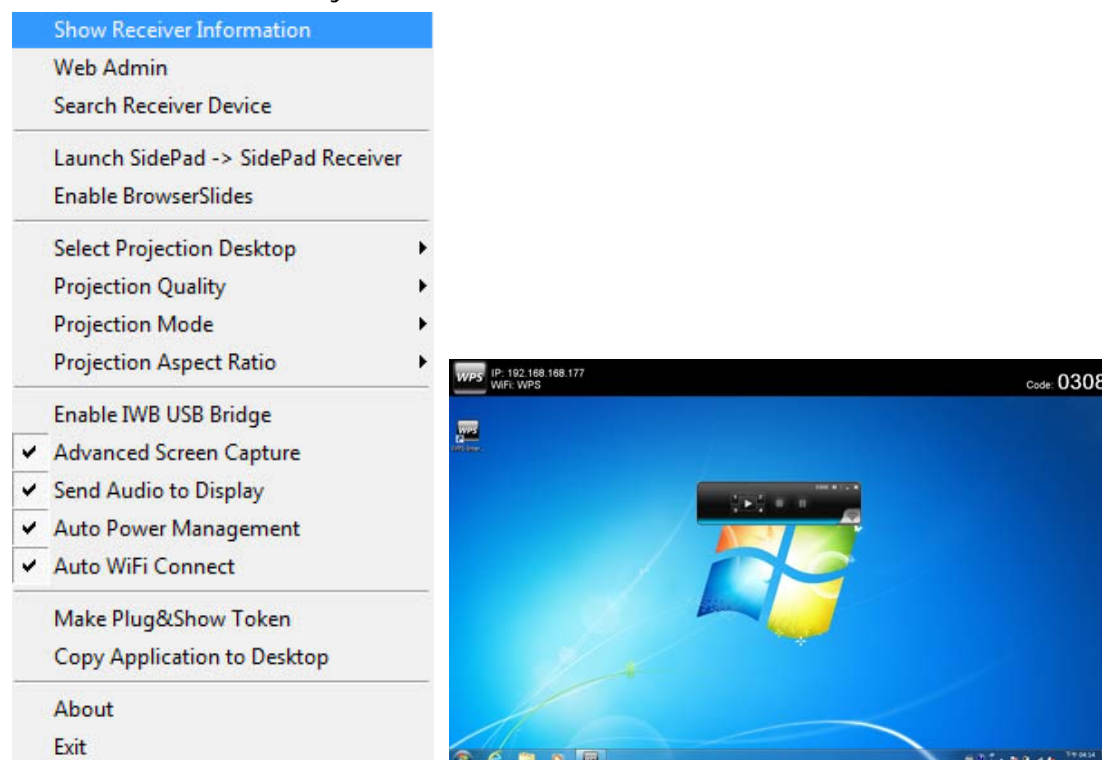 Show Receiver Information
Web Admin
Search Receiver Device
Launch SidePad -> SidePad Receiver
Enable BrowserSlides
Select Projection Desktop
Projection Quality
Projection Mode
Projection Aspect Ratio
Enable IWB USB Bridge
Advanced Screen Capture
Send Audio to Display
Auto Power Management
Auto WiFi Connect
Make Plug&Show Token
Copy Application to Desktop
About
Exit
WPS
IP: 192.168.168.177
WiFi: WPS
Code: 0308
WPS